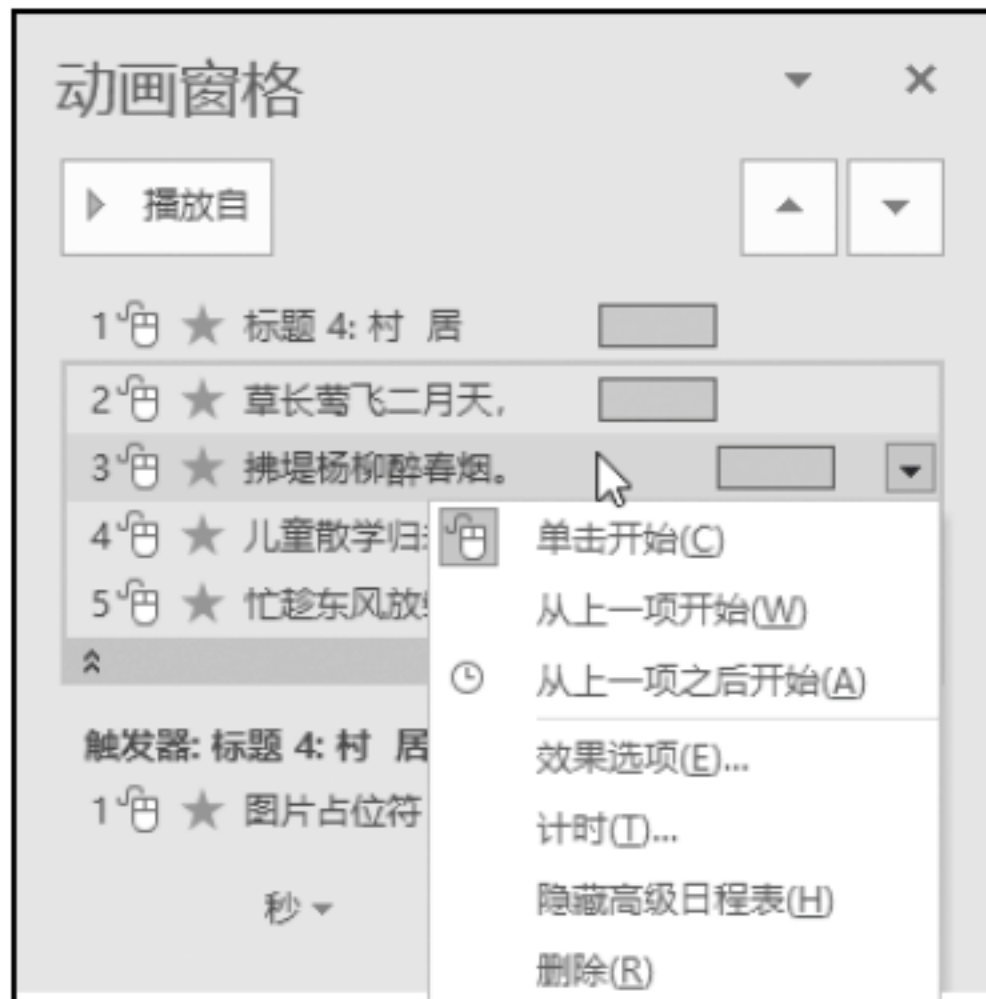 动画窗格
播放自
1 标题 4: 村 居
2 草长莺飞二月天,
3 拂堤杨柳醉春烟。
4 儿童散学归
5 忙趁东风放
单击开始(C)
从上一项开始(W)
从上一项之后开始(A)
触发器: 标题 4: 村 居
1 图片占位符
效果选项(E)...
计时(T)...
隐藏高级日程表(H)
删除(R)
秒